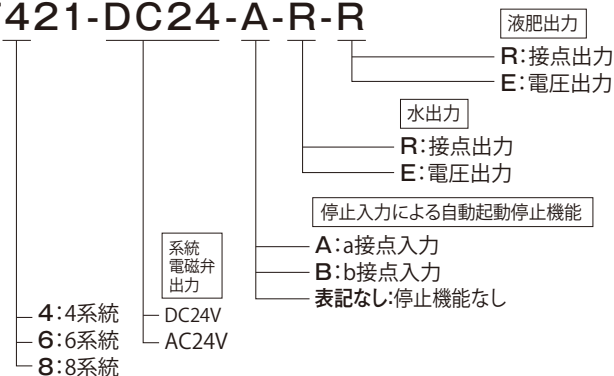 421-DC24-A-R-R
液肥出力
R:接点出力
E:電圧出力
水出力
R:接点出力
E:電圧出力
停止入力による自動起動停止機能
A:a接点入力
B:b接点入力
表記なし:停止機能なし
系統
電磁弁
出力
DC24V
AC24V
4:4系統
6:6系統
8:8系統